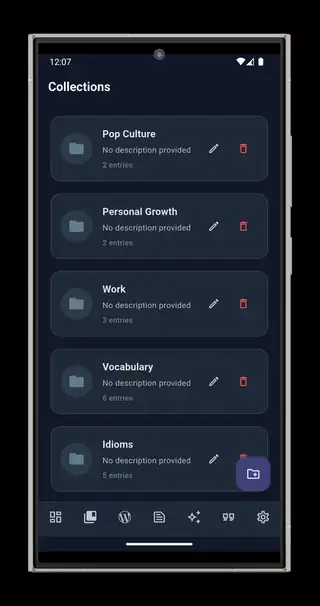 12:07
Collections
Pop Culture
No description provided
2 entries
Personal Growth
No description provided
2 entries
Work
No description provided
3 entries
Vocabulary
No description provided
6 entries
Idioms
No description provided
5 entries